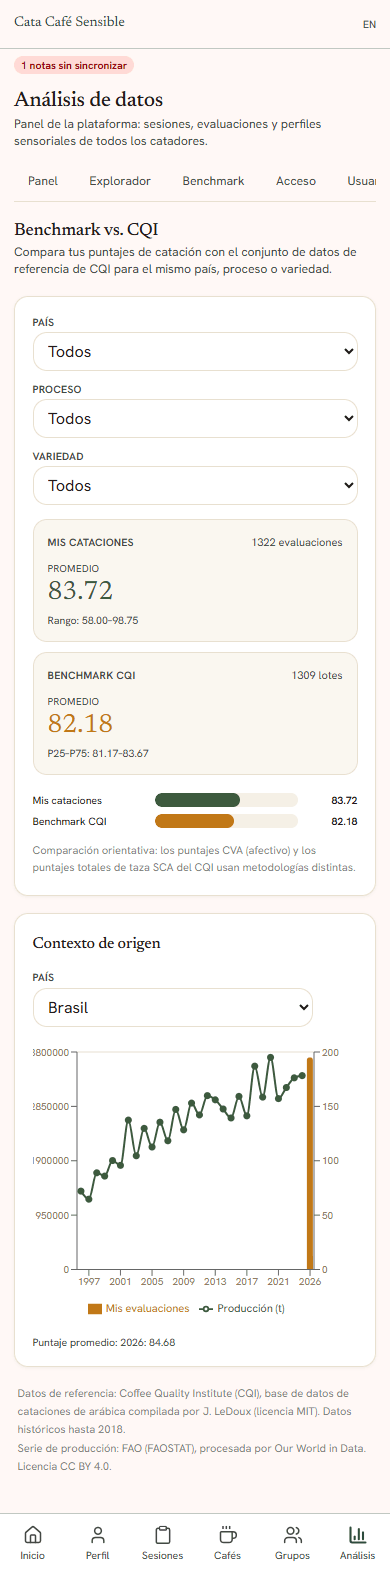 Cata Café Sensible
EN
1 notas sin sincronizar
Análisis de datos
Panel de la plataforma: sesiones, evaluaciones y perfiles
sensoriales de todos los catadores.
Panel Explorador Benchmark Acceso Usuar
Benchmark vs. CQI
Compara tus puntajes de catación con el conjunto de datos de
referencia de CQI para el mismo país, proceso o variedad.
PAÍS
Todos
PROCESO
Todos
VARIEDAD
Todos
MIS CATACIONES 1322 evaluaciones
PROMEDIO
83.72
Rango: 58.00–98.75
BENCHMARK CQI 1309 lotes
PROMEDIO
82.18
P25–P75: 81.17–83.67
Mis cataciones 83.72
Benchmark CQI 82.18
Comparación orientativa: los puntajes CVA (afectivo) y los
puntajes totales de taza SCA del CQI usan metodologías distintas.
Contexto de origen
PAÍS
Brasil
3800000 200
2850000 150
1900000 100
950000 50
0 0
1997 2001 2005 2009 2013 2017 2021 2026
Mis evaluaciones Producción (t)
Puntaje promedio: 2026: 84.68
Datos de referencia: Coffee Quality Institute (CQI), base de datos de
cataciones de arábica compilada por J. LeDoux (licencia MIT). Datos
históricos hasta 2018.
Serie de producción: FAO (FAOSTAT), procesada por Our World in Data.
Licencia CC BY 4.0.
Inicio Perfil Sesiones Cafés Grupos Análisis